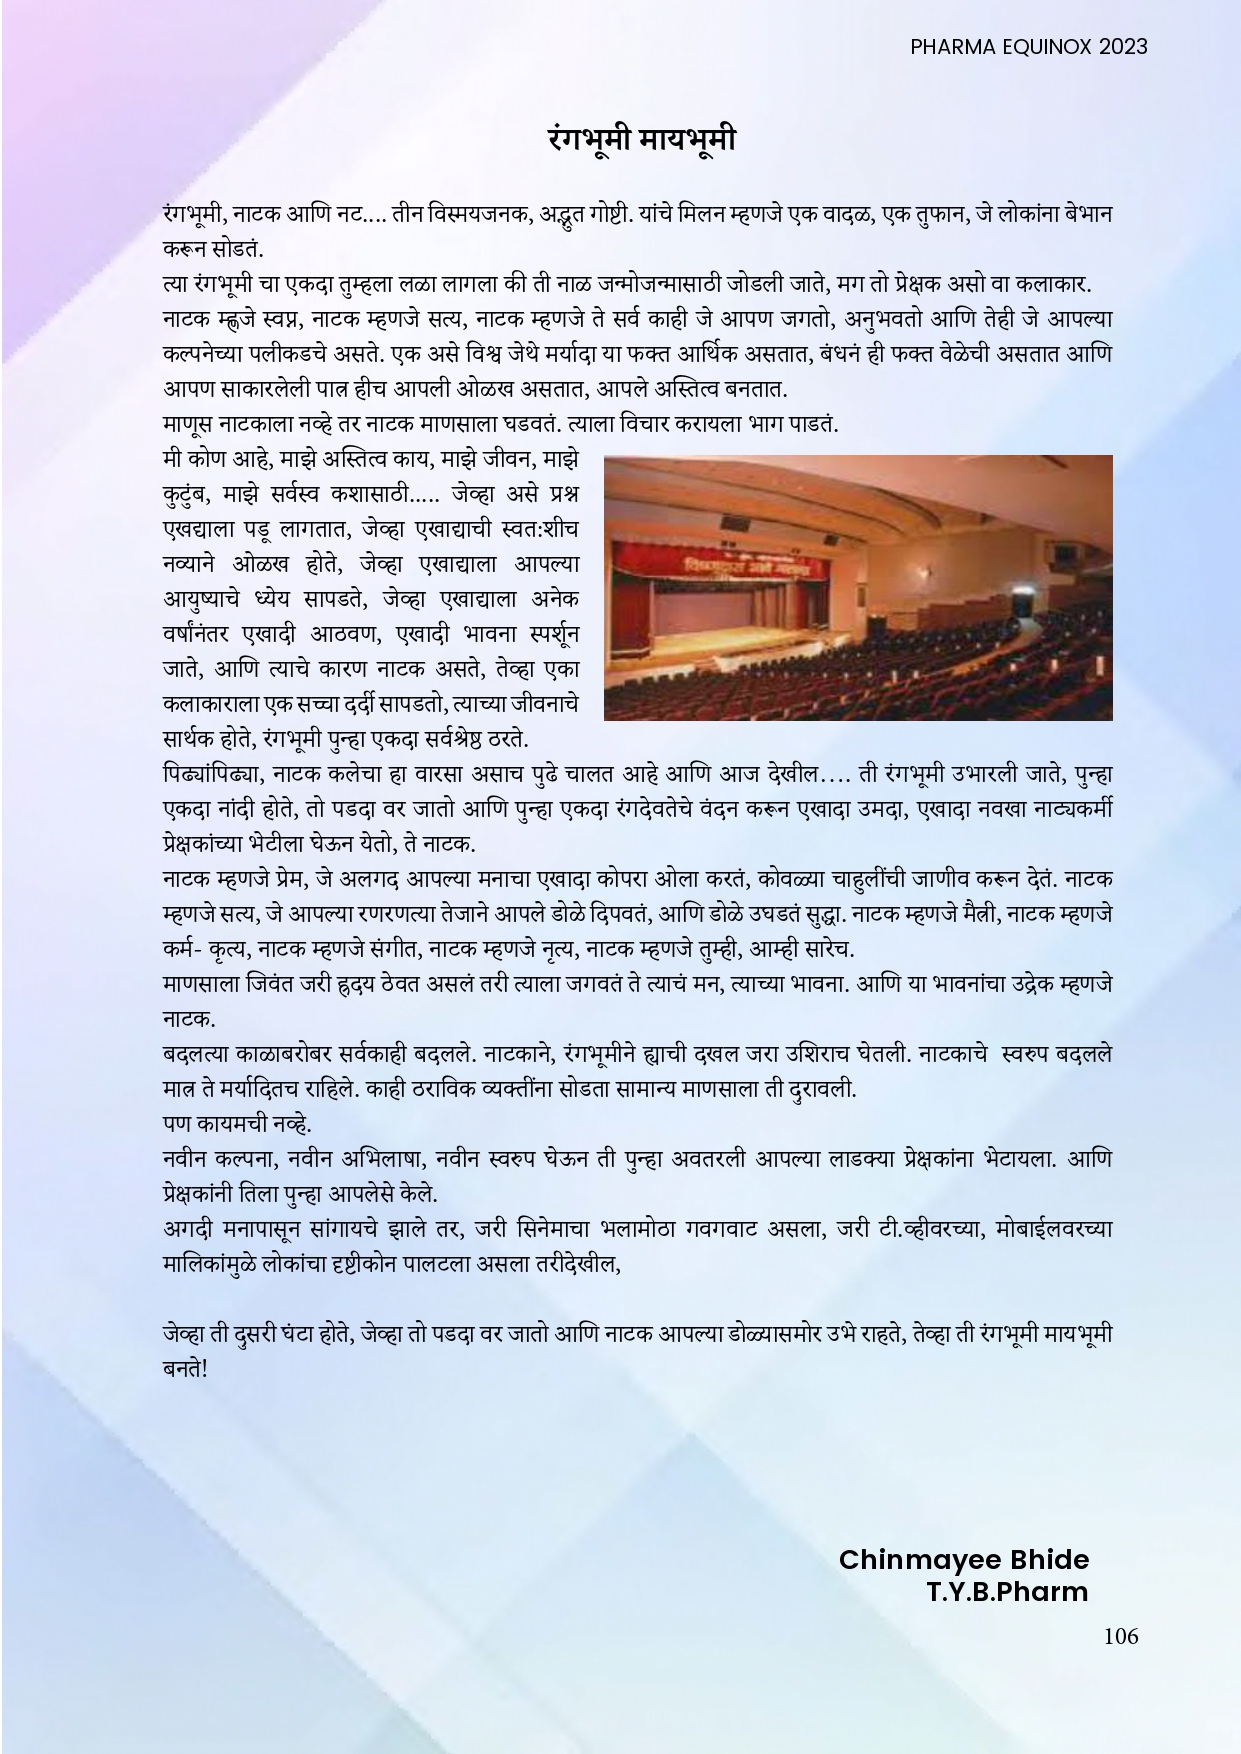 PHARMA EQUINOX 2023
रंगभूमी मायभूमी
रंगभूमी, नाटक आणि नट.... तीन विस्मयजनक, अद्भुत गोष्टी. यांचे मिलन म्हणजे एक वादळ, एक तुफान, जे लोकांना बेभान
करून सोडतं.
त्या रंगभूमी चा एकदा तुम्हला लळा लागला की ती नाळ जन्मोजन्मासाठी जोडली जाते, मग तो प्रेक्षक असो वा कलाकार.
नाटक म्हृजे स्वप्न, नाटक म्हणजे सत्य, नाटक म्हणजे ते सर्व काही जे आपण जगतो, अनुभवतो आणि तेही जे आपल्या
कल्पनेच्या पलीकडचे असते. एक असे विश्व जेथे मर्यादा या फक्त आर्थिक असतात, बंधनं ही फक्त वेळेची असतात आणि
आपण साकारलेली पात्र हीच आपली ओळख असतात, आपले अस्तित्व बनतात.
माणूस नाटकाला नव्हे तर नाटक माणसाला घडवतं. त्याला विचार करायला भाग पाडतं.
मी कोण आहे, माझे अस्तित्व काय, माझे जीवन, माझे
कुटुंब, माझे सर्वस्व कशासाठी..... जेव्हा असे प्रश्न
एखद्याला पडू लागतात, जेव्हा एखाद्याची स्वत:शीच
नव्याने ओळख होते, जेव्हा एखाद्याला आपल्या
आयुष्याचे ध्येय सापडते, जेव्हा एखाद्याला अनेक
वर्षांनंतर एखादी आठवण, एखादी भावना स्पर्शून
जाते, आणि त्याचे कारण नाटक असते, तेव्हा एका
कलाकाराला एक सच्चा दर्दी सापडतो, त्याच्या जीवनाचे
सार्थक होते, रंगभूमी पुन्हा एकदा सर्वश्रेष्ठ ठरते.
पिढ्यांपिढ्या, नाटक कलेचा हा वारसा असाच पुढे चालत आहे आणि आज देखील.... ती रंगभूमी उभारली जाते, पुन्हा
एकदा नांदी होते, तो पडदा वर जातो आणि पुन्हा एकदा रंगदेवतेचे वंदन करून एखादा उमदा, एखादा नवखा नाट्यकर्मी
प्रेक्षकांच्या भेटीला घेऊन येतो, ते नाटक.
नाटक म्हणजे प्रेम, जे अलगद आपल्या मनाचा एखादा कोपरा ओला करतं, कोवळ्या चाहुलींची जाणीव करून देतं. नाटक
म्हणजे सत्य, जे आपल्या रणरणत्या तेजाने आपले डोळे दिपवतं, आणि डोळे उघडतं सुद्धा. नाटक म्हणजे मैत्री, नाटक म्हणजे
कर्म- कृत्य, नाटक म्हणजे संगीत, नाटक म्हणजे नृत्य, नाटक म्हणजे तुम्ही, आम्ही सारेच.
माणसाला जिवंत जरी ह्रदय ठेवत असलं तरी त्याला जगवतं ते त्याचं मन, त्याच्या भावना. आणि या भावनांचा उद्रेक म्हणजे
नाटक.
बदलत्या काळाबरोबर सर्वकाही बदलले. नाटकाने, रंगभूमीने ह्याची दखल जरा उशिराच घेतली. नाटकाचे स्वरुप बदलले
मात्र ते मर्यादितच राहिले. काही ठराविक व्यक्तींना सोडता सामान्य माणसाला ती दुरावली.
पण कायमची नव्हे.
नवीन कल्पना, नवीन अभिलाषा, नवीन स्वरुप घेऊन ती पुन्हा अवतरली आपल्या लाडक्या प्रेक्षकांना भेटायला. आणि
प्रेक्षकांनी तिला पुन्हा आपलेसे केले.
अगदी मनापासून सांगायचे झाले तर, जरी सिनेमाचा भलामोठा गवगवाट असला, जरी टी.व्हीवरच्या, मोबाईलवरच्या
मालिकांमुळे लोकांचा दृष्टीकोन पालटला असला तरीदेखील,
जेव्हा ती दुसरी घंटा होते, जेव्हा तो पडदा वर जातो आणि नाटक आपल्या डोळ्यासमोर उभे राहते, तेव्हा ती रंगभूमी मायभूमी
बनते!
Chinmayee Bhide
T.Y.B.Pharm
106